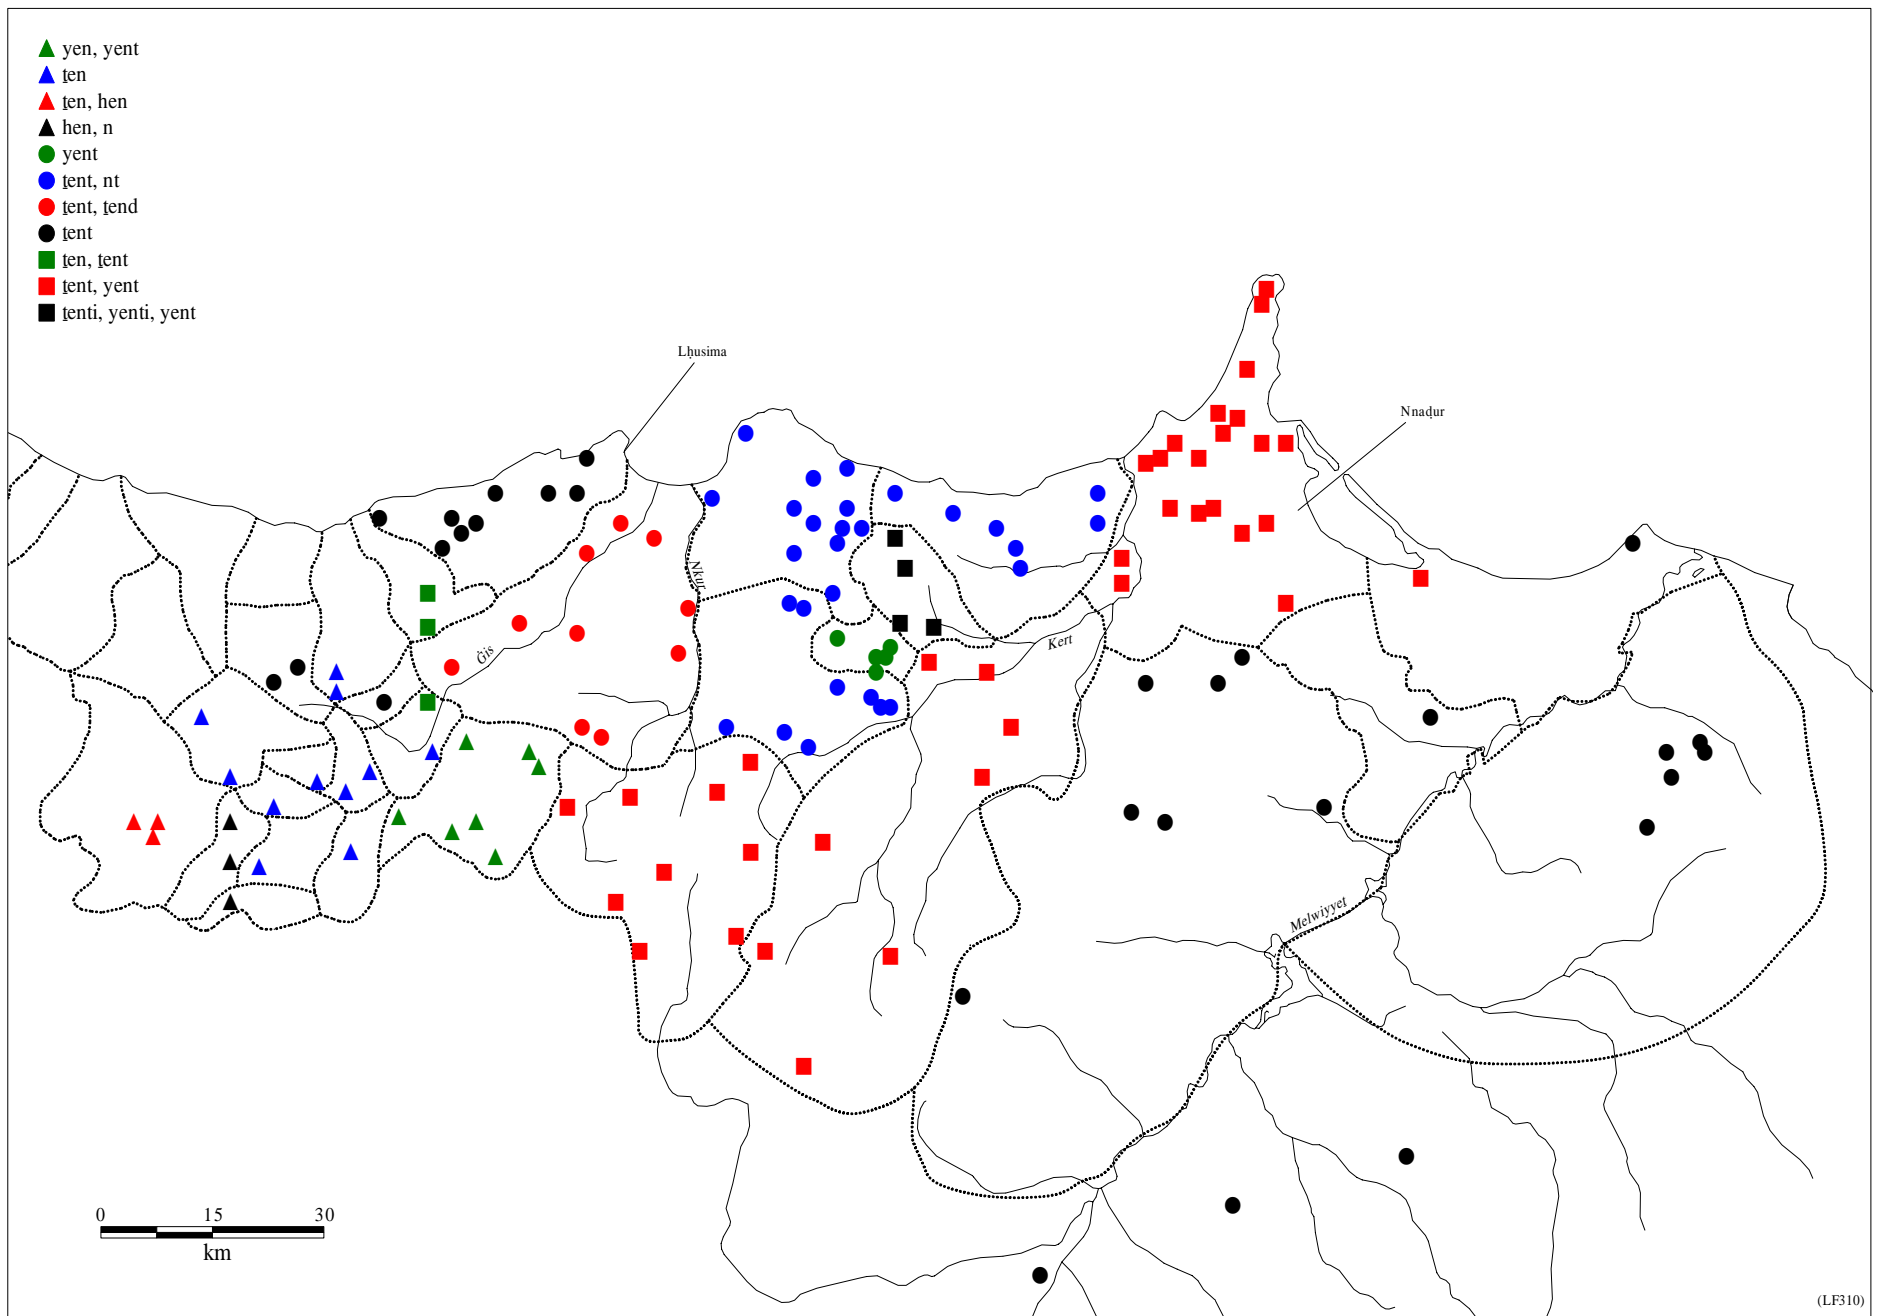 yen, yent
ṯen
ṯen, hen
hen, n
yent
ṯent, nt
ṯent, ṯend
ṯent
ṯen, ṯent
ṯent, yent
ṯenti, yenti, yent
Lḥusima
Nnaḍur
Nkur
Ɣis
Kert
Melwiyyet
0 15 30
km
(LF310)